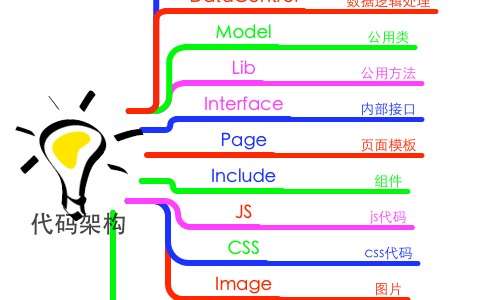 DataControl 数据逻辑处理
Model 公用类
Lib 公用方法
Interface 内部接口
Page 页面模板
Include 组件
JS js代码
CSS css代码
Image 图片
代码架构